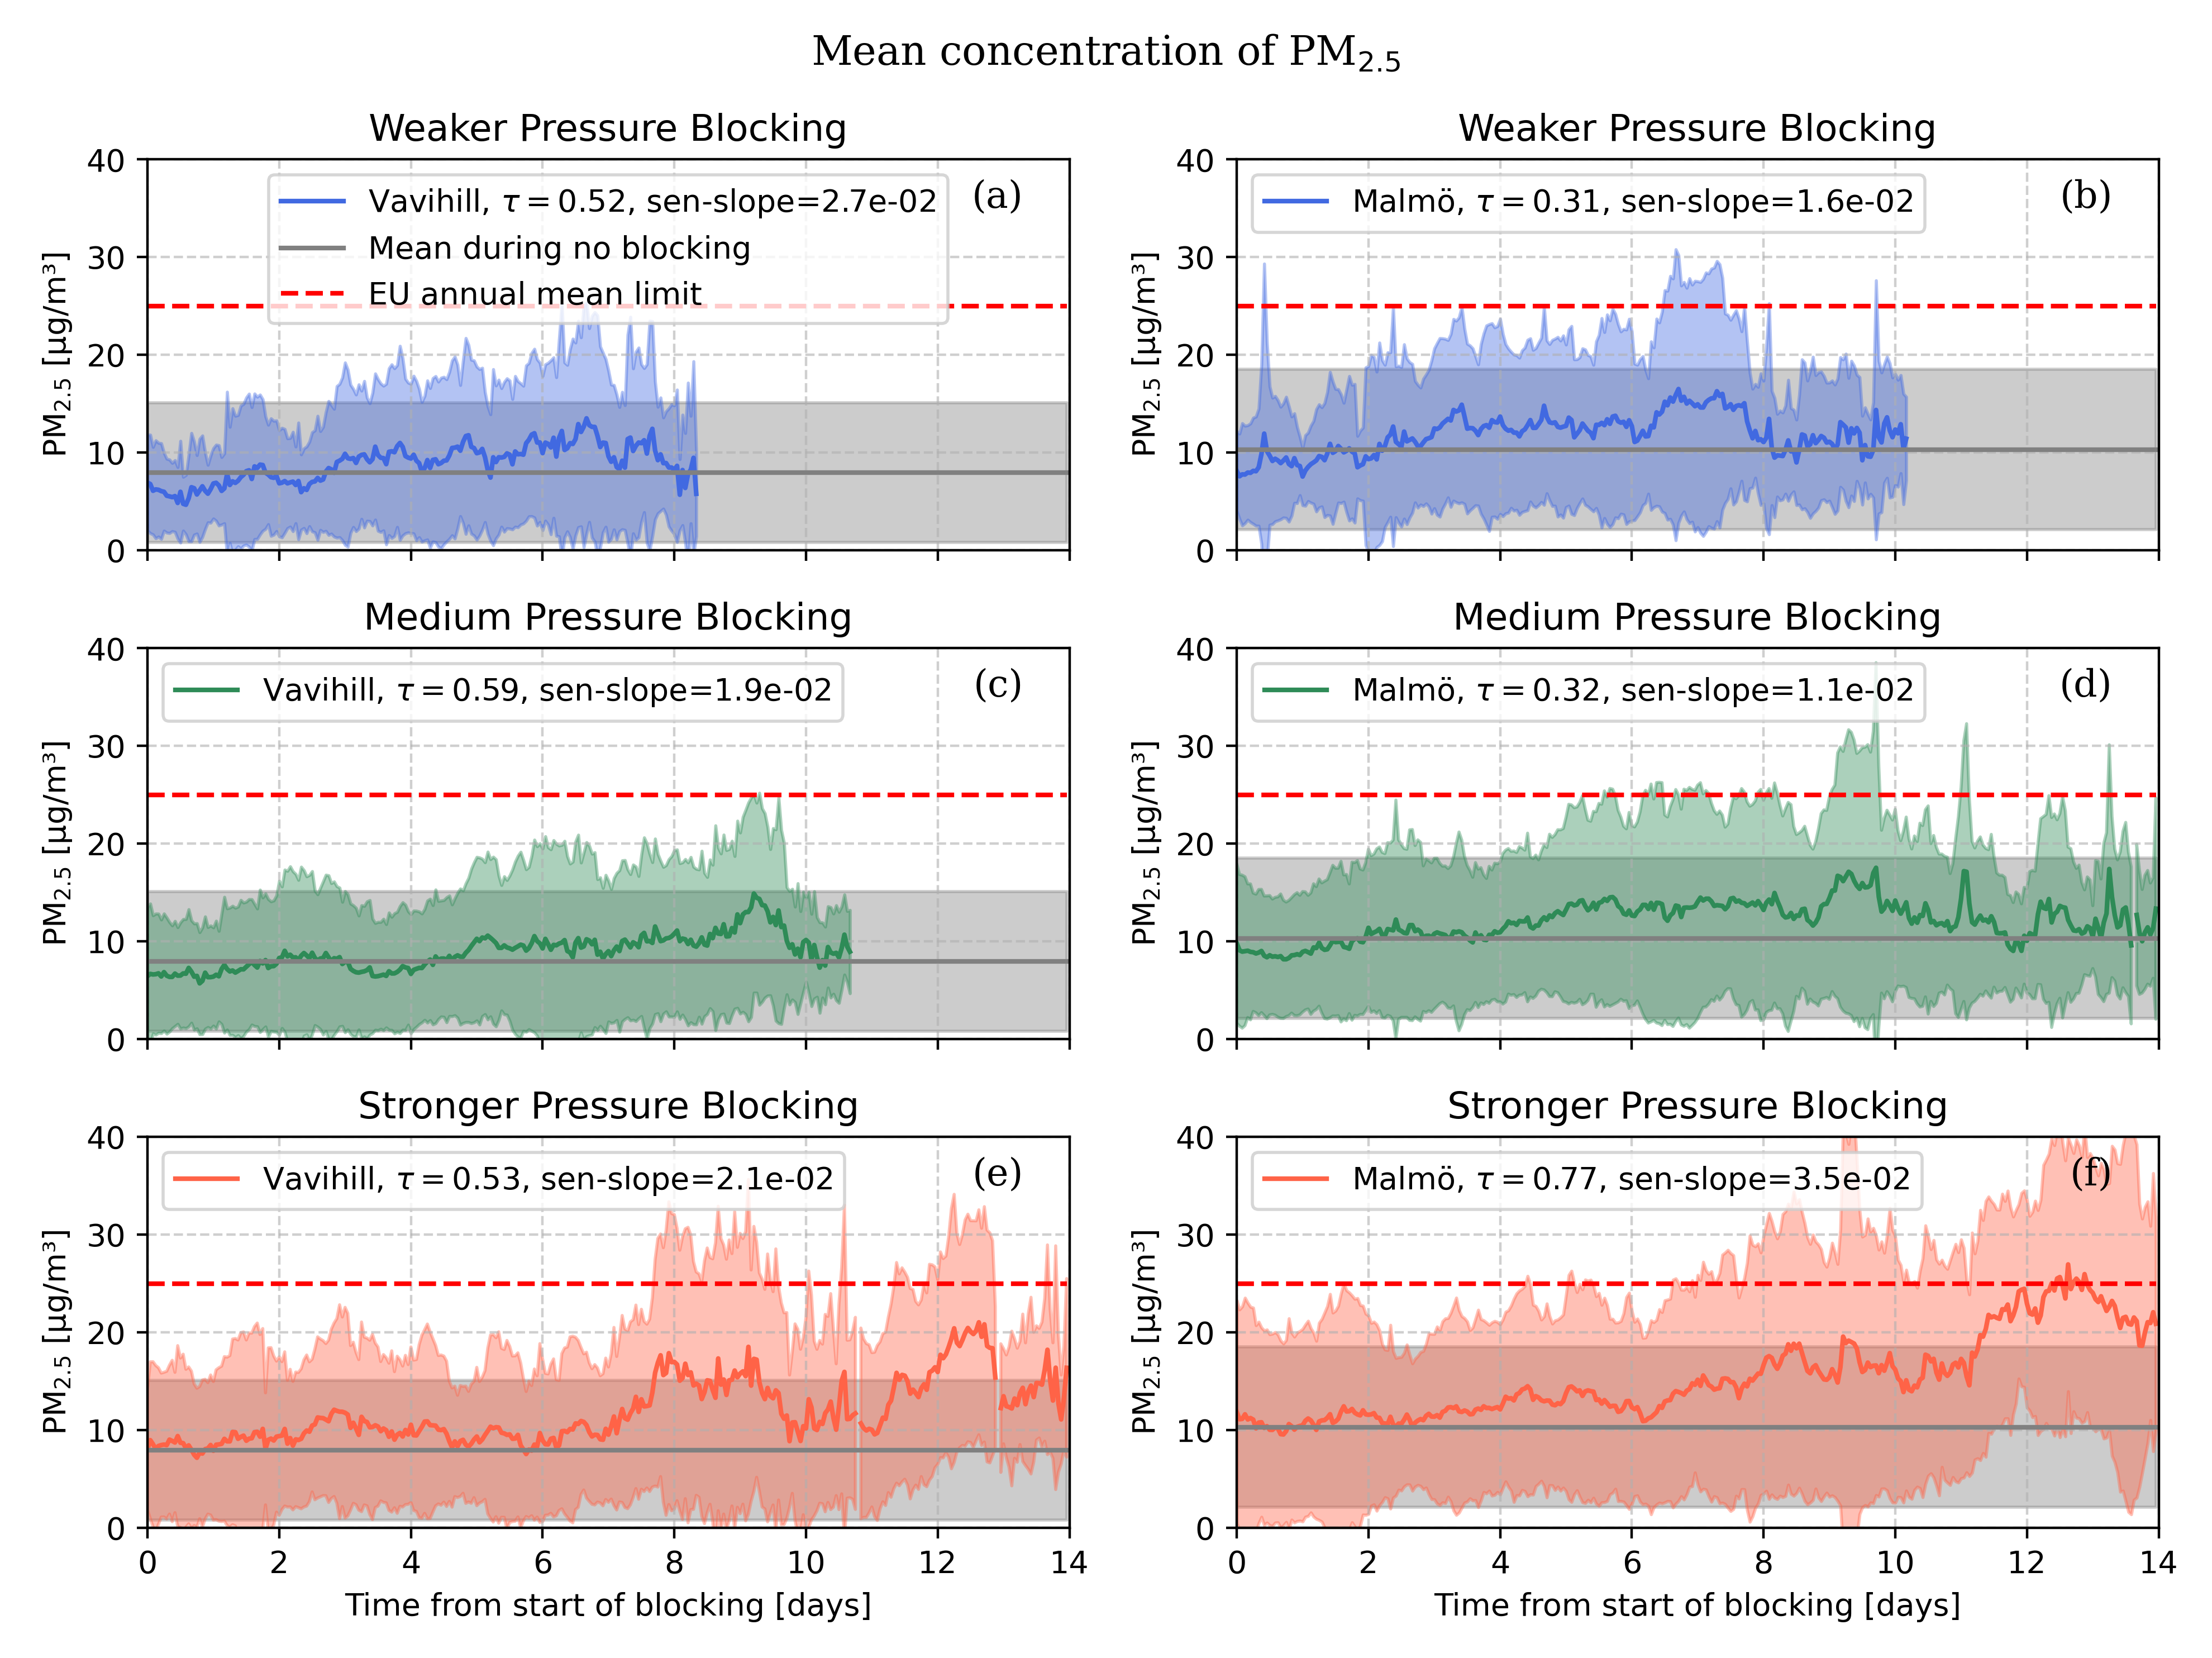 Mean concentration of PM₂.₅
Weaker Pressure Blocking
40
30
20
10
0
PM₂.₅ [µg/m³]
Vavihill, τ = 0.52, sen-slope=2.7e-02
Mean during no blocking
EU annual mean limit
(a)
Weaker Pressure Blocking
40
30
20
10
0
PM₂.₅ [µg/m³]
Malmö, τ = 0.31, sen-slope=1.6e-02
(b)
Medium Pressure Blocking
40
30
20
10
0
PM₂.₅ [µg/m³]
Vavihill, τ = 0.59, sen-slope=1.9e-02
(c)
Medium Pressure Blocking
40
30
20
10
0
PM₂.₅ [µg/m³]
Malmö, τ = 0.32, sen-slope=1.1e-02
(d)
Stronger Pressure Blocking
40
30
20
10
0
PM₂.₅ [µg/m³]
Vavihill, τ = 0.53, sen-slope=2.1e-02
(e)
0 2 4 6 8 10 12 14
Time from start of blocking [days]
Stronger Pressure Blocking
40
30
20
10
0
PM₂.₅ [µg/m³]
Malmö, τ = 0.77, sen-slope=3.5e-02
(f)
0 2 4 6 8 10 12 14
Time from start of blocking [days]